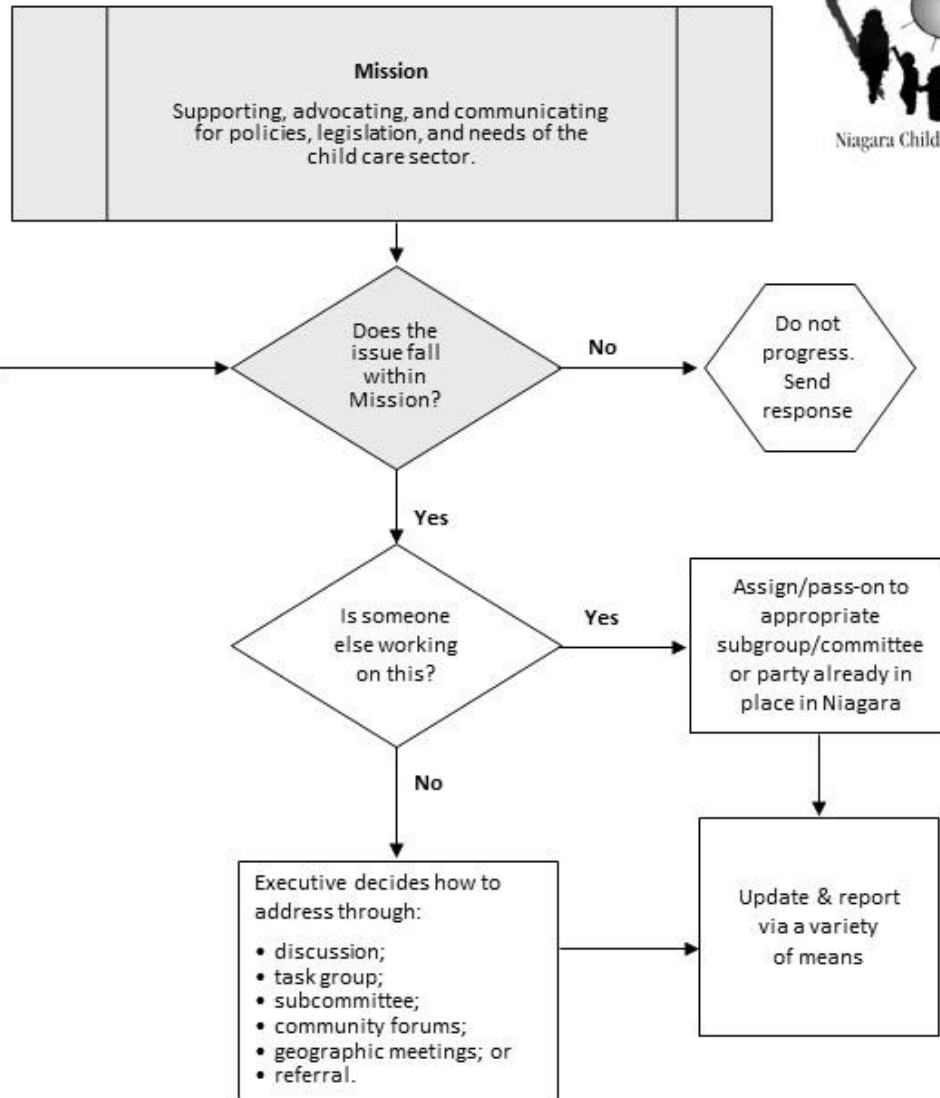 Mission
Supporting, advocating, and communicating
for policies, legislation, and needs of the
child care sector.
Niagara Child
Does the
issue fall
within
Mission?
No
Do not
progress.
Send
response
Yes
Is someone
else working
on this?
Yes
Assign/pass-on to
appropriate
subgroup/committee
or party already in
place in Niagara
No
Executive decides how to
address through:
• discussion;
• task group;
• subcommittee;
• community forums;
• geographic meetings; or
• referral.
Update & report
via a variety
of means